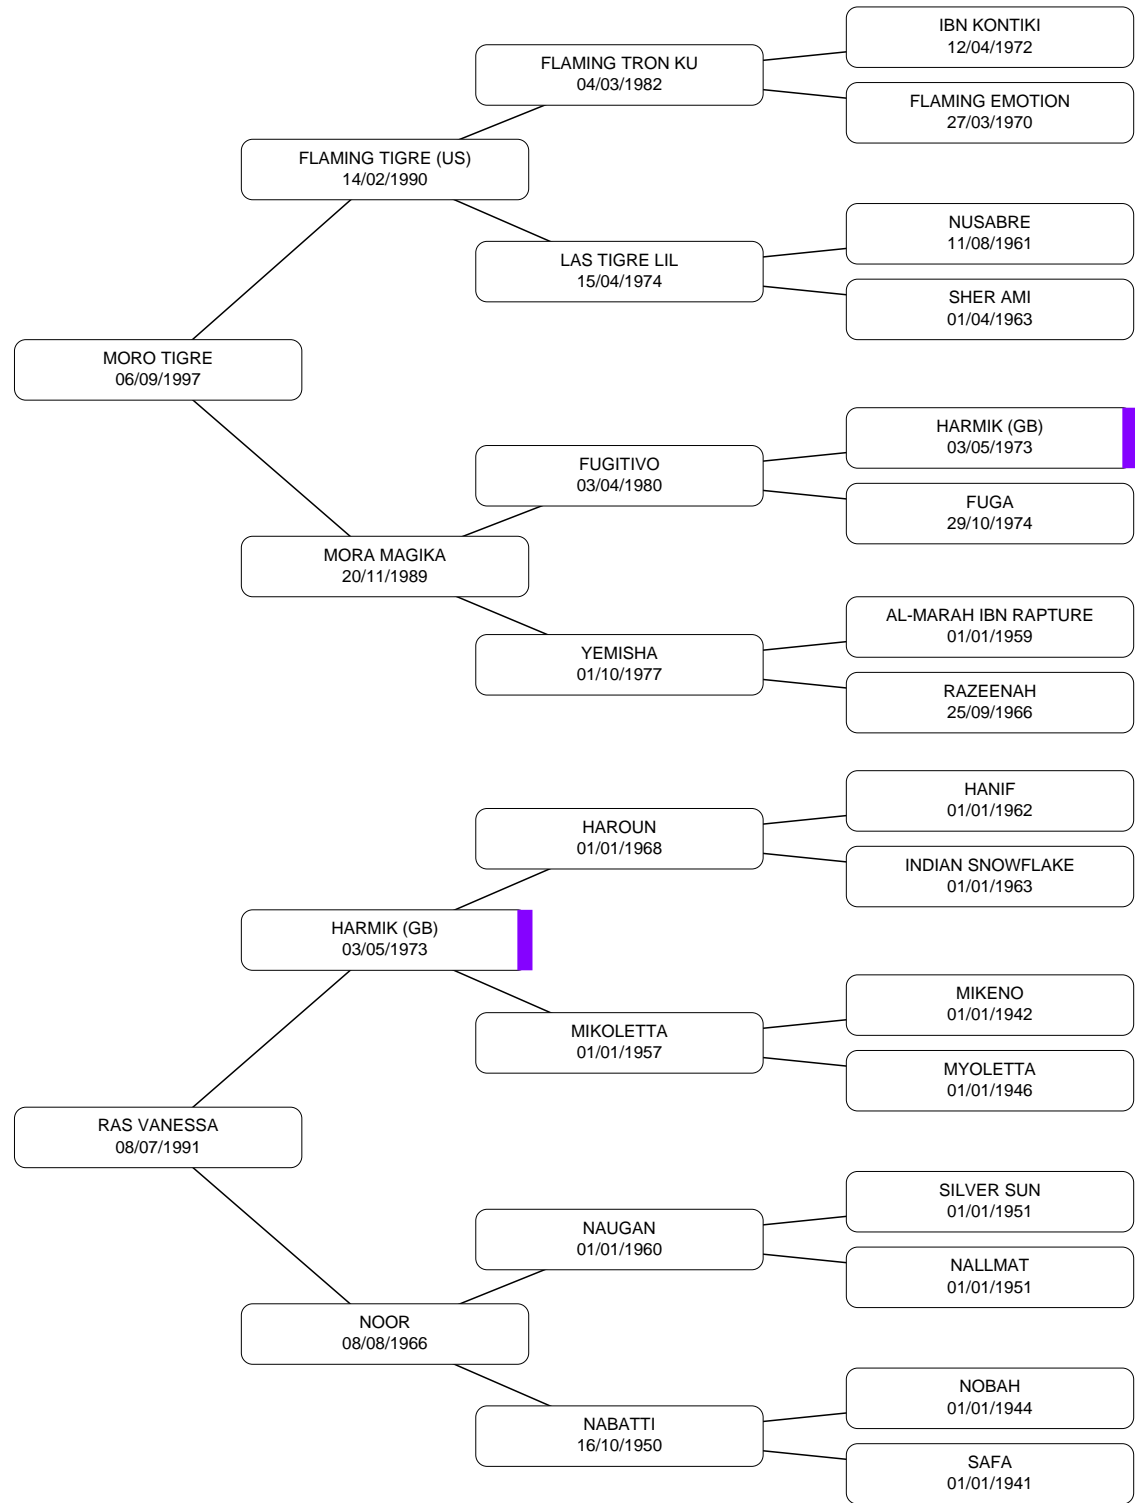 IBN KONTIKI
12/04/1972
FLAMING TRON KU
04/03/1982
FLAMING EMOTION
27/03/1970
FLAMING TIGRE (US)
14/02/1990
NUSABRE
11/08/1961
LAS TIGRE LIL
15/04/1974
SHER AMI
01/04/1963
MORO TIGRE
06/09/1997
HARMIK (GB)
03/05/1973
FUGITIVO
03/04/1980
FUGA
29/10/1974
MORA MAGIKA
20/11/1989
AL-MARAH IBN RAPTURE
01/01/1959
YEMISHA
01/10/1977
RAZEENAH
25/09/1966
HANIF
01/01/1962
HAROUN
01/01/1968
INDIAN SNOWFLAKE
01/01/1963
HARMIK (GB)
03/05/1973
MIKENO
01/01/1942
MIKOLETTA
01/01/1957
MYOLETTA
01/01/1946
RAS VANESSA
08/07/1991
SILVER SUN
01/01/1951
NAUGAN
01/01/1960
NALLMAT
01/01/1951
NOOR
08/08/1966
NOBAH
01/01/1944
NABATTI
16/10/1950
SAFA
01/01/1941